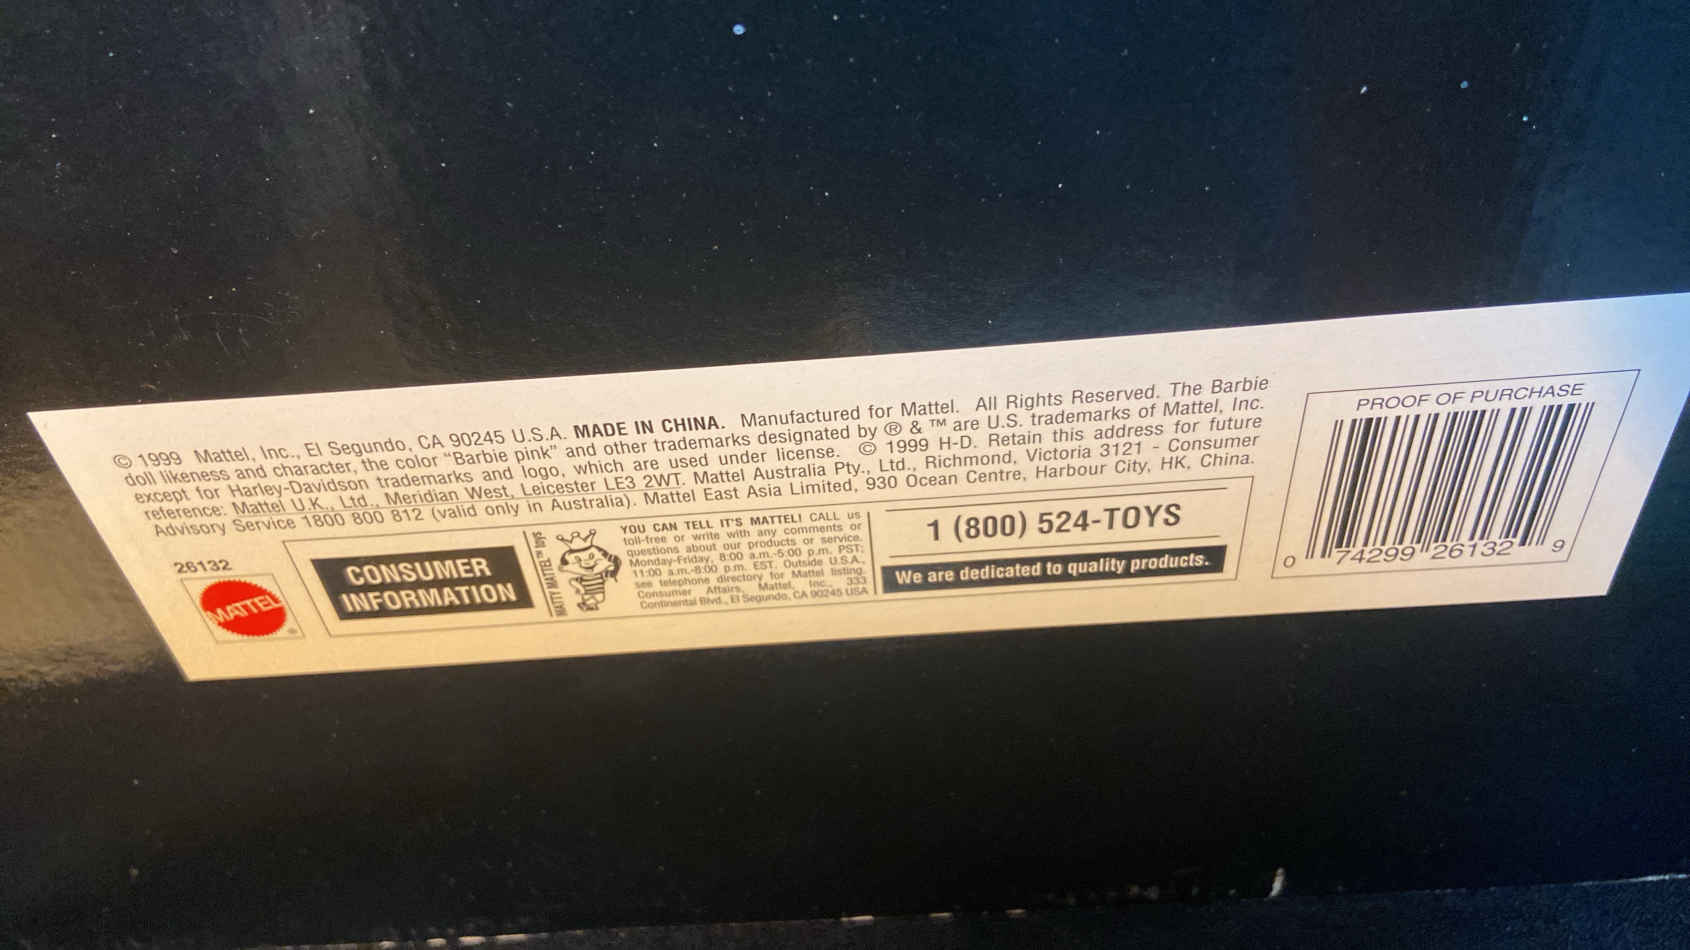 © 1999 Mattel, Inc., El Segundo, CA 90245 U.S.A. MADE IN CHINA. Manufactured for Mattel. All Rights Reserved. The Barbie
doll likeness and character, the color "Barbie pink" and other trademarks designated by ® & ™ are U.S. trademarks of Mattel, Inc.
except for Harley-Davidson trademarks and logo, which are used under license. © 1999 H-D. Retain this address for future
reference: Mattel U.K., Ltd., Meridian West, Leicester LE3 2WT. Mattel Australia Pty., Ltd., Richmond, Victoria 3121 - Consumer
Advisory Service 1800 800 812 (valid only in Australia). Mattel East Asia Limited, 930 Ocean Centre, Harbour City, HK, China.
26132
MATTEL
®
CONSUMER
INFORMATION
MATTY MATTEL™ toys
YOU CAN TELL IT'S MATTEL! CALL us
toll-free or write with any comments or
questions about our products or service.
Monday-Friday, 8:00 a.m.-5:00 p.m. PST;
11:00 a.m.-8:00 p.m. EST. Outside U.S.A.,
see telephone directory for Mattel listing.
Consumer Affairs, Mattel, Inc., 333
Continental Blvd., El Segundo, CA 90245 USA
1 (800) 524-TOYS
We are dedicated to quality products.
PROOF OF PURCHASE
0 74299 26132 9